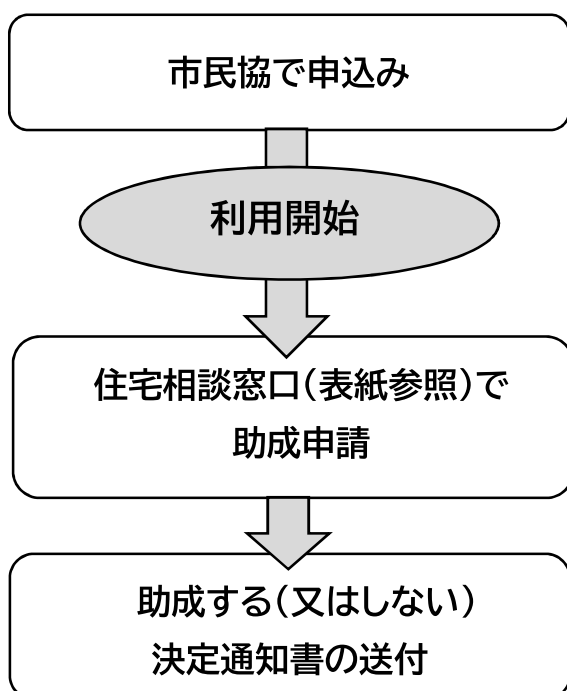 市民協で申込み
利用開始
住宅相談窓口(表紙参照)で
助成申請
助成する(又はしない)
決定通知書の送付